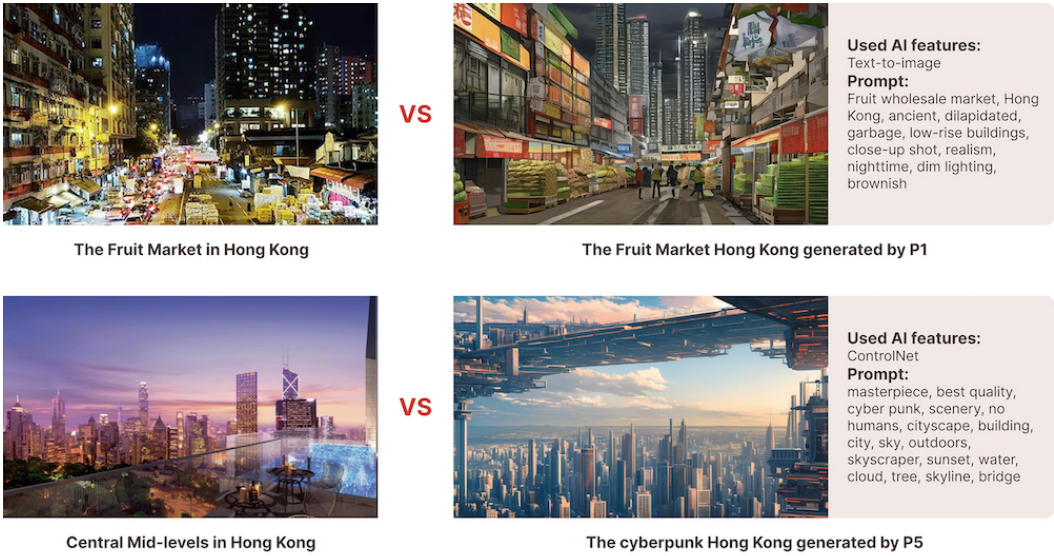 VS
Used AI features:
Text-to-image
Prompt:
Fruit wholesale market, Hong
Kong, ancient, dilapidated,
garbage, low-rise buildings,
close-up shot, realism,
nighttime, dim lighting,
brownish
The Fruit Market in Hong Kong
The Fruit Market Hong Kong generated by P1
VS
Used AI features:
ControlNet
Prompt:
masterpiece, best quality,
cyber punk, scenery, no
humans, cityscape, building,
city, sky, outdoors,
skyscraper, sunset, water,
cloud, tree, skyline, bridge
Central Mid-levels in Hong Kong
The cyberpunk Hong Kong generated by P5